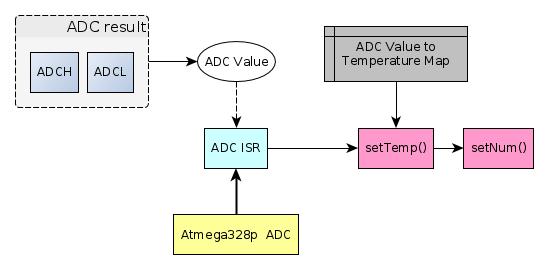 ADC result
ADCH
ADCL
ADC Value
ADC Value to
Temperature Map
ADC ISR
setTemp()
setNum()
Atmega328p ADC